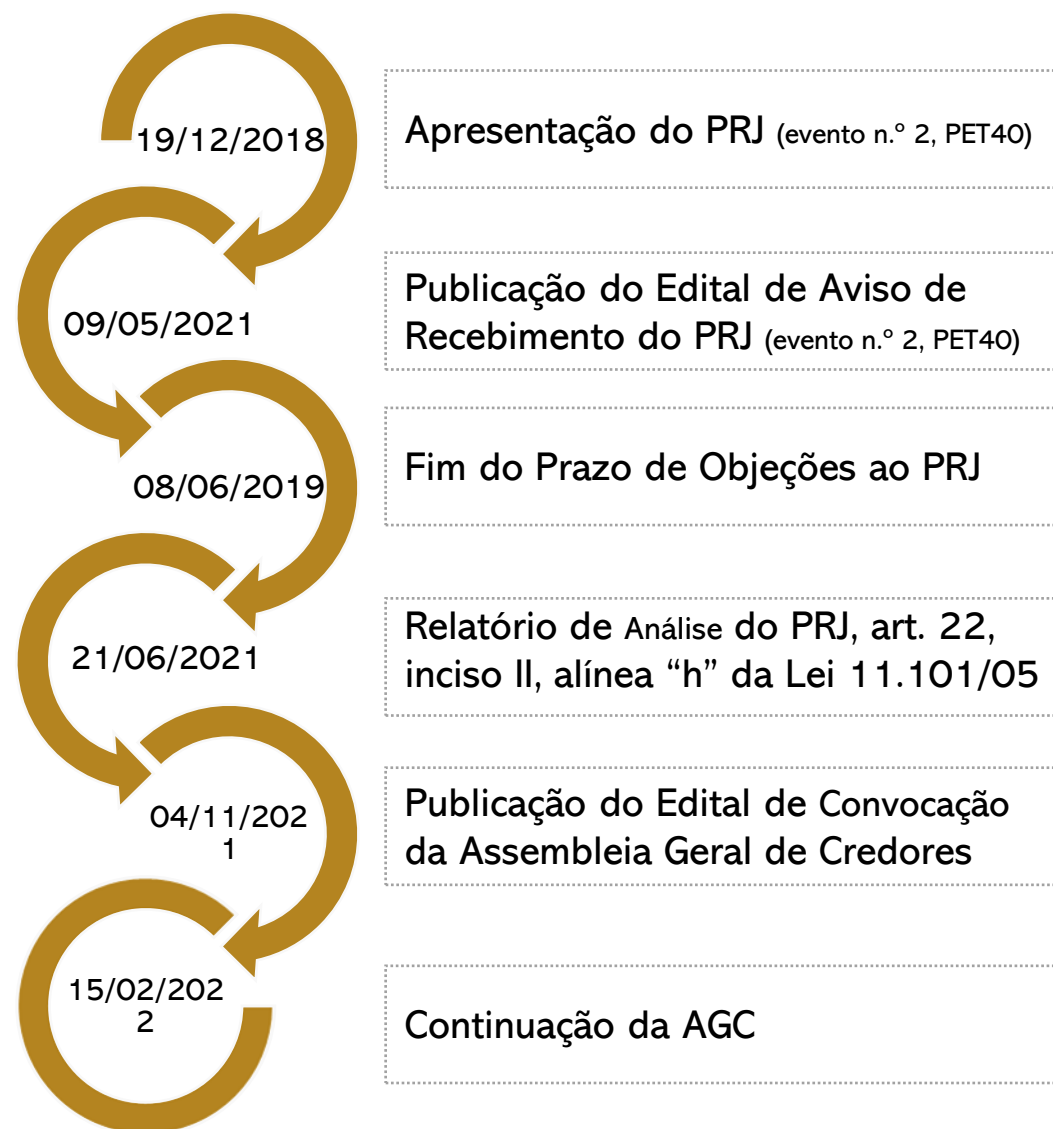 19/12/2018
Apresentação do PRJ (evento n.º 2, PET40)
09/05/2021
Publicação do Edital de Aviso de
Recebimento do PRJ (evento n.º 2, PET40)
08/06/2019
Fim do Prazo de Objeções ao PRJ
21/06/2021
Relatório de Análise do PRJ, art. 22,
inciso II, alínea “h” da Lei 11.101/05
04/11/202
1
Publicação do Edital de Convocação
da Assembleia Geral de Credores
15/02/202
2
Continuação da AGC